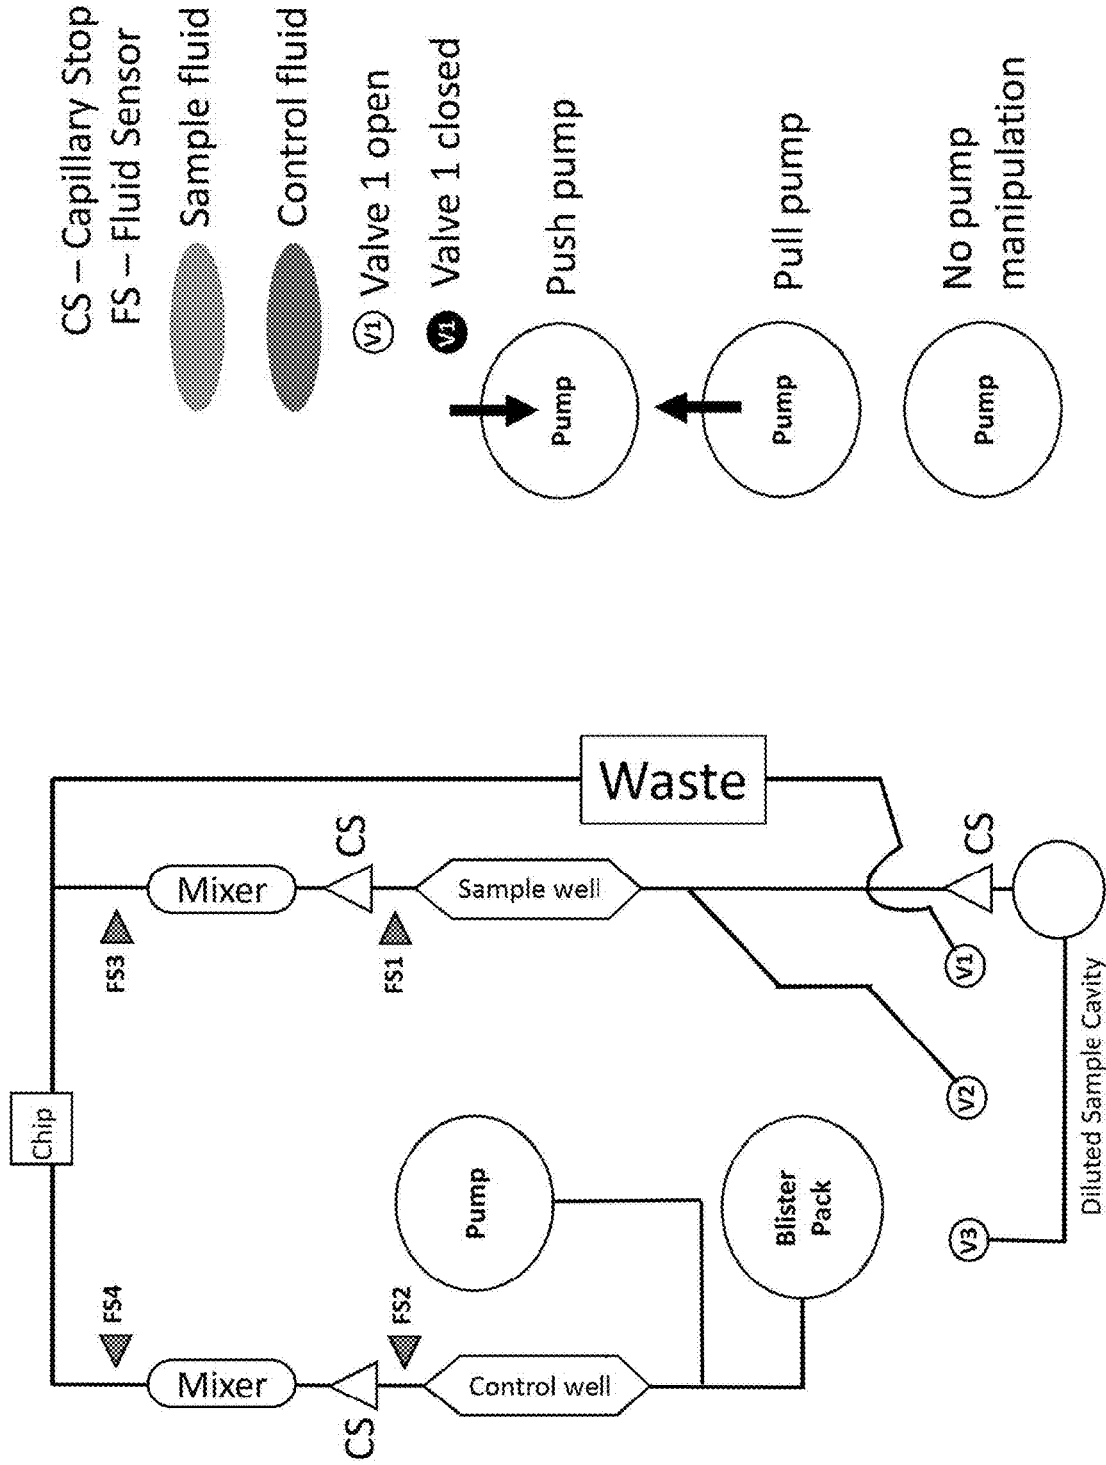 CS – Capillary Stop
FS – Fluid Sensor
Sample fluid
Control fluid
V1 Valve 1 open
V1 Valve 1 closed
Pump
Push pump
Pump
Pull pump
Pump
No pump
manipulation
Chip
FS4
Mixer
CS
FS2
Control well
Pump
Blister
Pack
FS3
Mixer
CS
FS1
Sample well
Waste
CS
V1
V2
V3
Diluted Sample Cavity